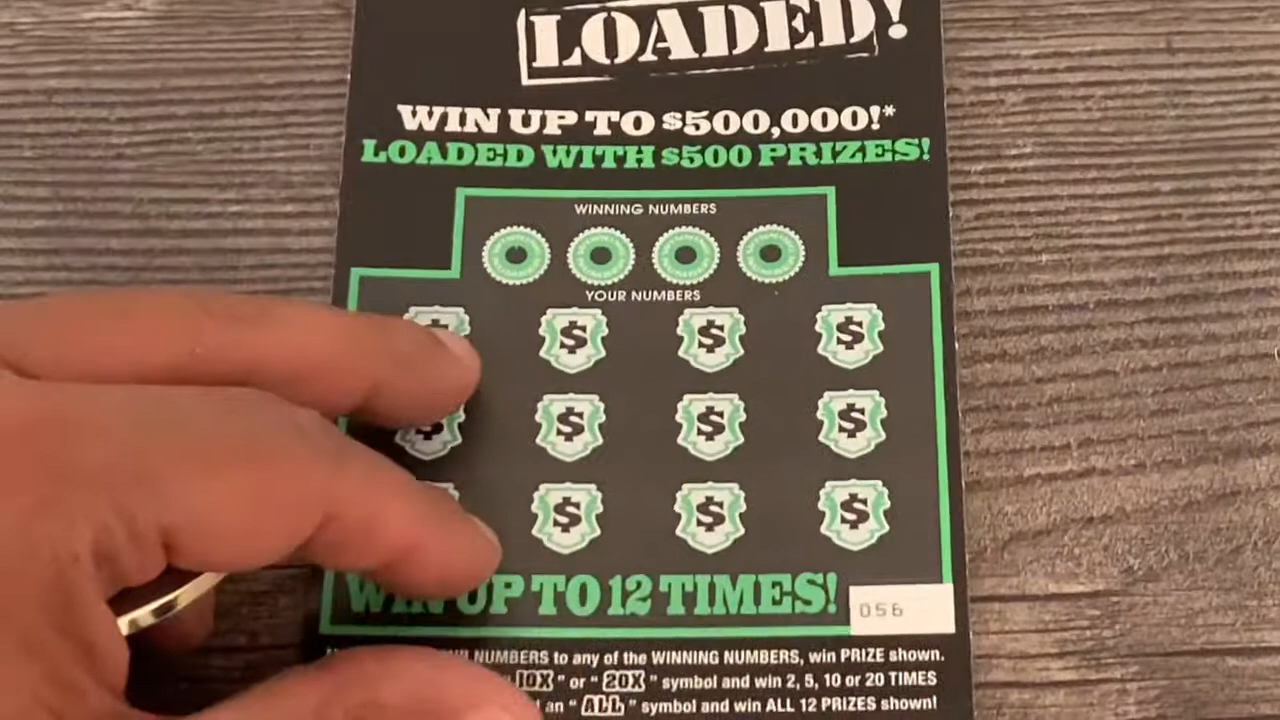 LOADED!
WIN UP TO $500,000!*
LOADED WITH $500 PRIZES!
WINNING NUMBERS
YOUR NUMBERS
$ $ $ $
$ $ $ $
$ $ $
WIN UP TO 12 TIMES!
056
NUMBERS to any of the WINNING NUMBERS, win PRIZE shown.
10X" or "20X" symbol and win 2, 5, 10 or 20 TIMES
an "ALL" symbol and win ALL 12 PRIZES shown!